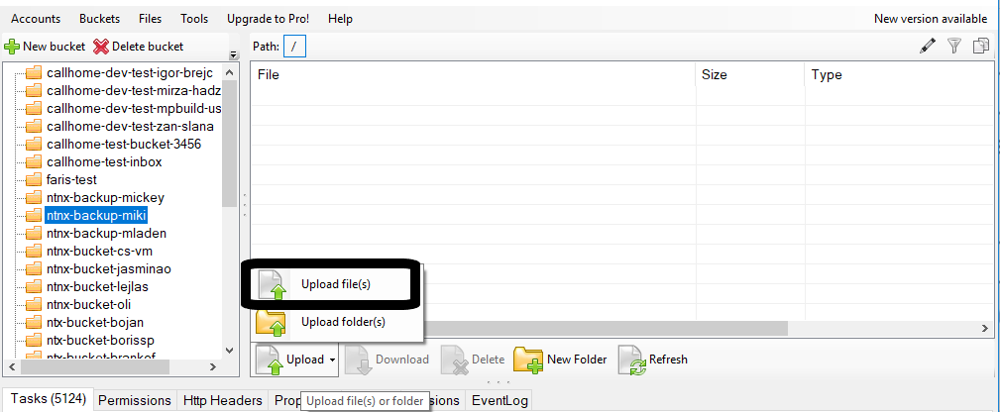 Accounts Buckets Files Tools Upgrade to Pro! Help New version available
New bucket Delete bucket Path: /
File Size Type
callhome-dev-test-igor-brejc
callhome-dev-test-mirza-hadz
callhome-dev-test-mpbuild-us
callhome-dev-test-zan-slana
callhome-test-bucket-3456
callhome-test-inbox
faris-test
ntnx-backup-mickey
ntnx-backup-miki
ntnx-backup-mladen
ntnx-bucket-cs-vm
ntnx-bucket-jasminao
ntnx-bucket-lejlas
ntnx-bucket-oli
ntx-bucket-bojan
ntx-bucket-borissp
ntx-bucket-brankof
Upload file(s)
Upload folder(s)
Upload Download Delete New Folder Refresh
Tasks (5124) Permissions Http Headers Prop sions EventLog
Upload file(s) or folder